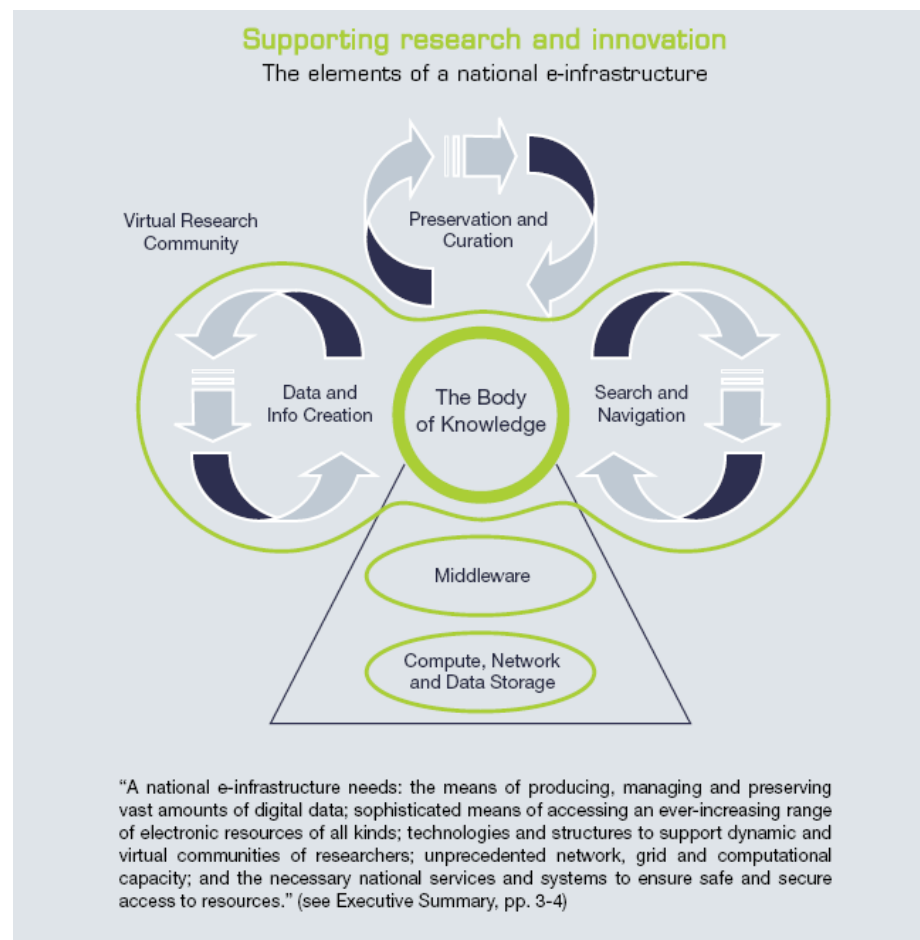 Supporting research and innovation
The elements of a national e-infrastructure
Virtual Research
Community
Preservation and
Curation
Data and
Info Creation
The Body
of Knowledge
Search and
Navigation
Middleware
Compute, Network
and Data Storage
“A national e-infrastructure needs: the means of producing, managing and preserving
vast amounts of digital data; sophisticated means of accessing an ever-increasing range
of electronic resources of all kinds; technologies and structures to support dynamic and
virtual communities of researchers; unprecedented network, grid and computational
capacity; and the necessary national services and systems to ensure safe and secure
access to resources.” (see Executive Summary, pp. 3-4)